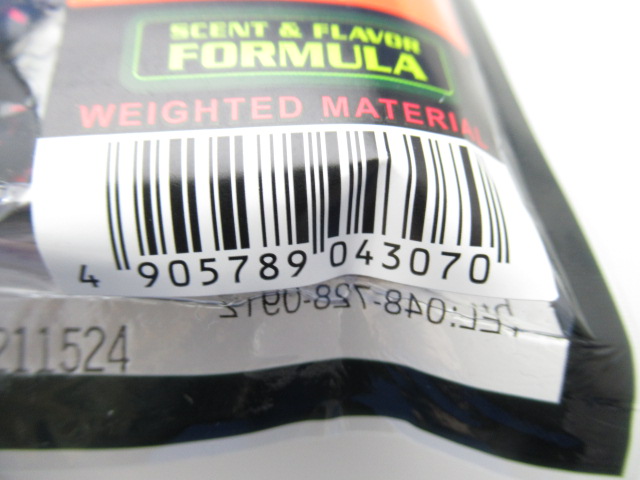 SCENT & FLAVOR
FORMULA
WEIGHTED MATERIAL
4 905789 043070
TEL:048-728-0912
211524